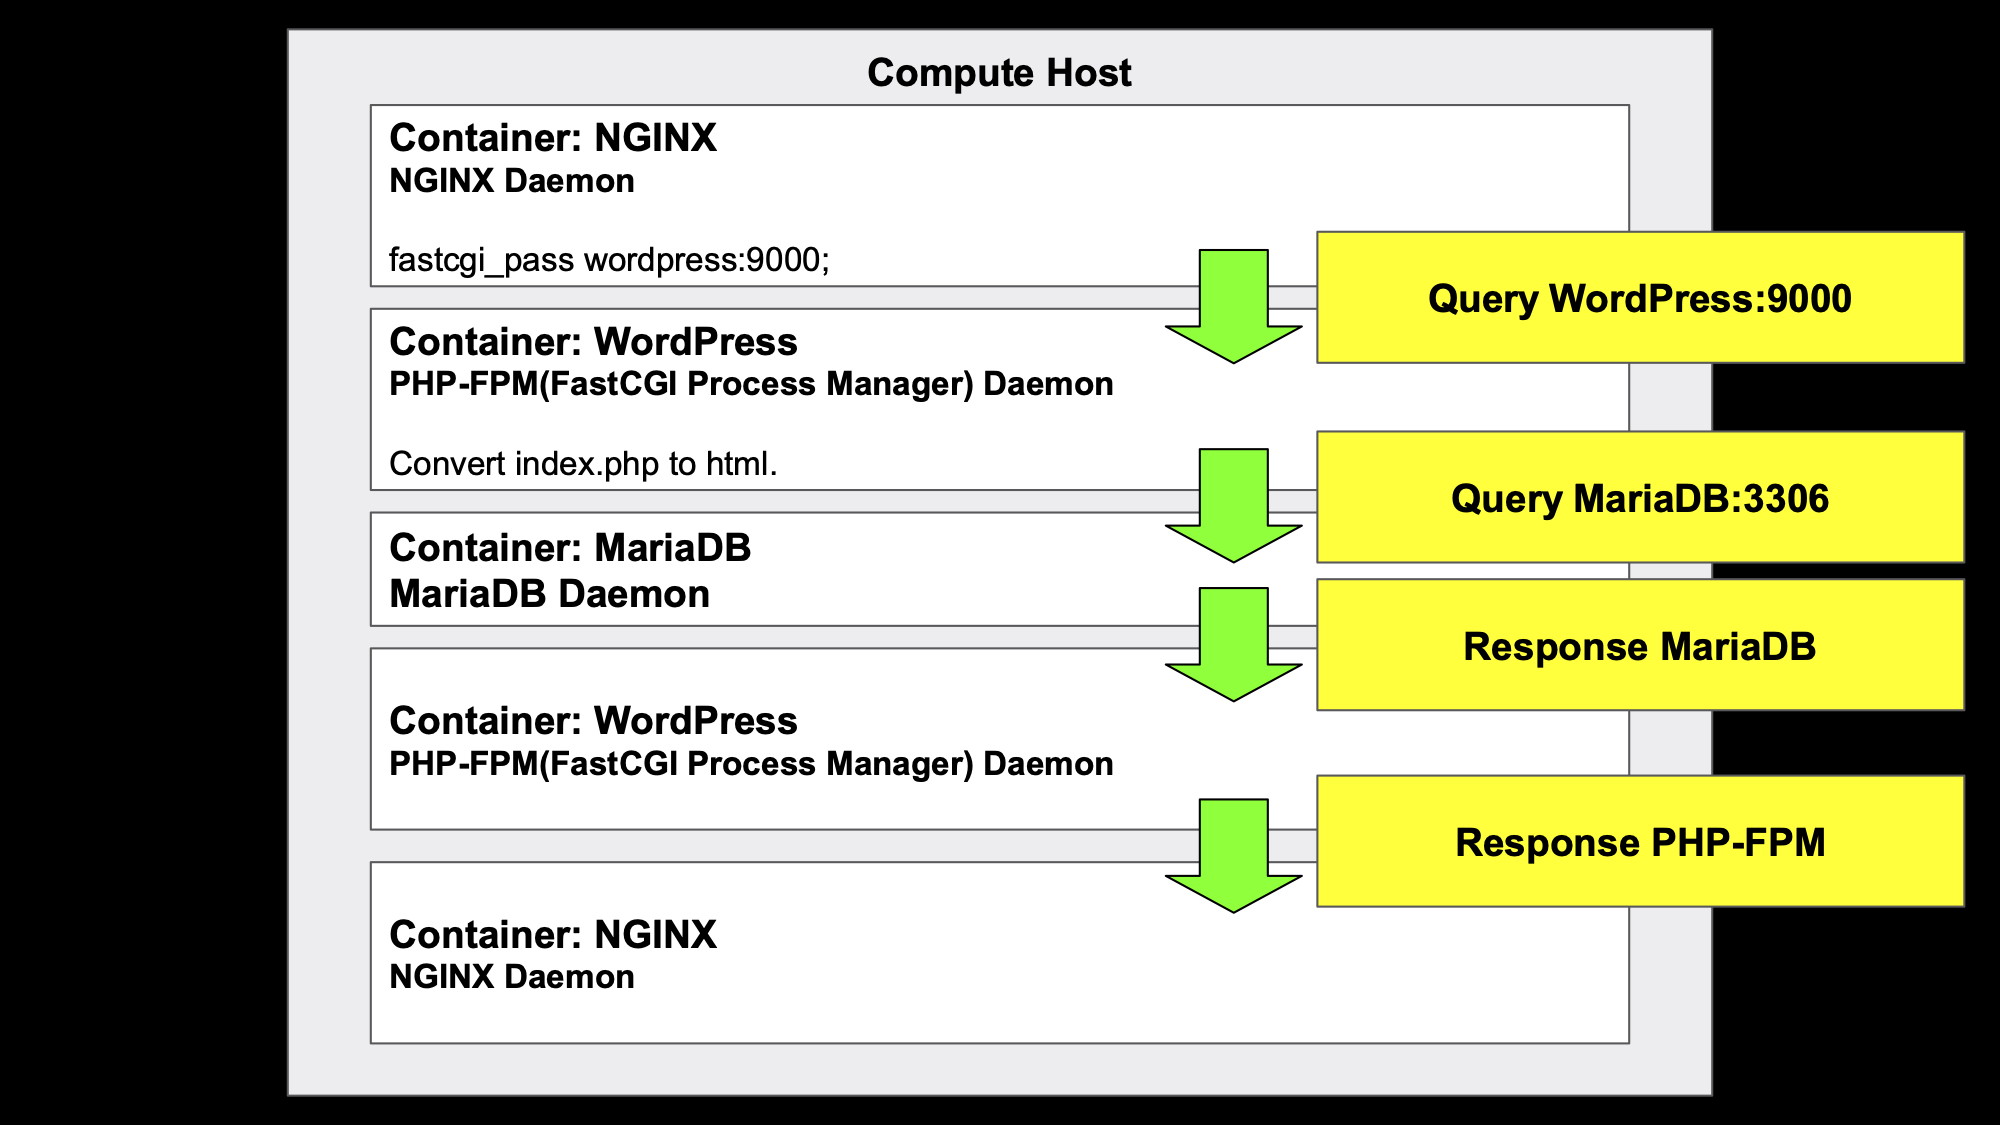 Compute Host
Container: NGINX
NGINX Daemon
fastcgi_pass wordpress:9000;
Query WordPress:9000
Container: WordPress
PHP-FPM(FastCGI Process Manager) Daemon
Convert index.php to html.
Query MariaDB:3306
Container: MariaDB
MariaDB Daemon
Response MariaDB
Container: WordPress
PHP-FPM(FastCGI Process Manager) Daemon
Response PHP-FPM
Container: NGINX
NGINX Daemon